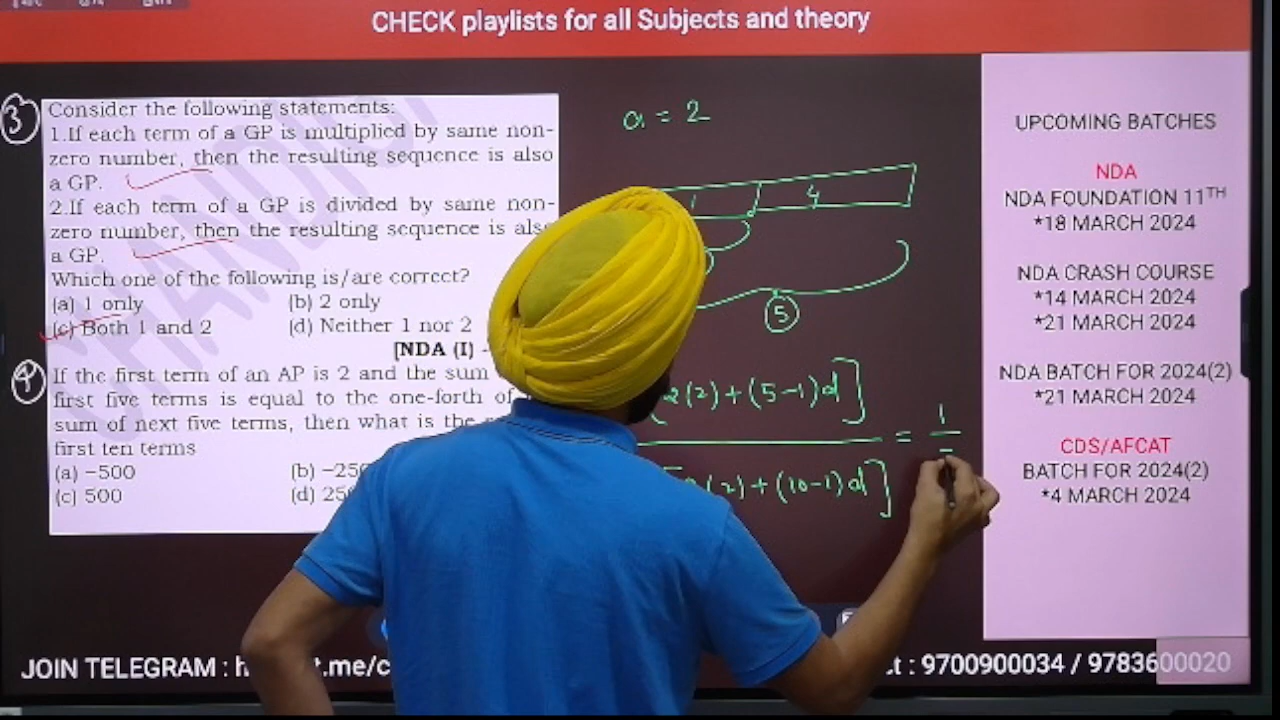 CHECK playlists for all Subjects and theory
3
Consider the following statements:
1.If each term of a GP is multiplied by same non-
zero number, then the resulting sequence is also
a GP.
2.If each term of a GP is divided by same non-
zero number, then the resulting sequence is also
a GP.
Which one of the following is/are correct?
(a) 1 only (b) 2 only
(c) Both 1 and 2 (d) Neither 1 nor 2
[NDA (I) -
4
If the first term of an AP is 2 and the sum
first five terms is equal to the one-forth of
sum of next five terms, then what is the
first ten terms
(a) -500 (b) -250
(c) 500 (d) 250
a = 2
1 4
5
2(2)+(5-1)d] = 1
(2)+(10-1)d]
UPCOMING BATCHES
NDA
NDA FOUNDATION 11TH
*18 MARCH 2024
NDA CRASH COURSE
*14 MARCH 2024
*21 MARCH 2024
NDA BATCH FOR 2024(2)
*21 MARCH 2024
CDS/AFCAT
BATCH FOR 2024(2)
*4 MARCH 2024
JOIN TELEGRAM : t.me/c : 9700900034 / 9783600020